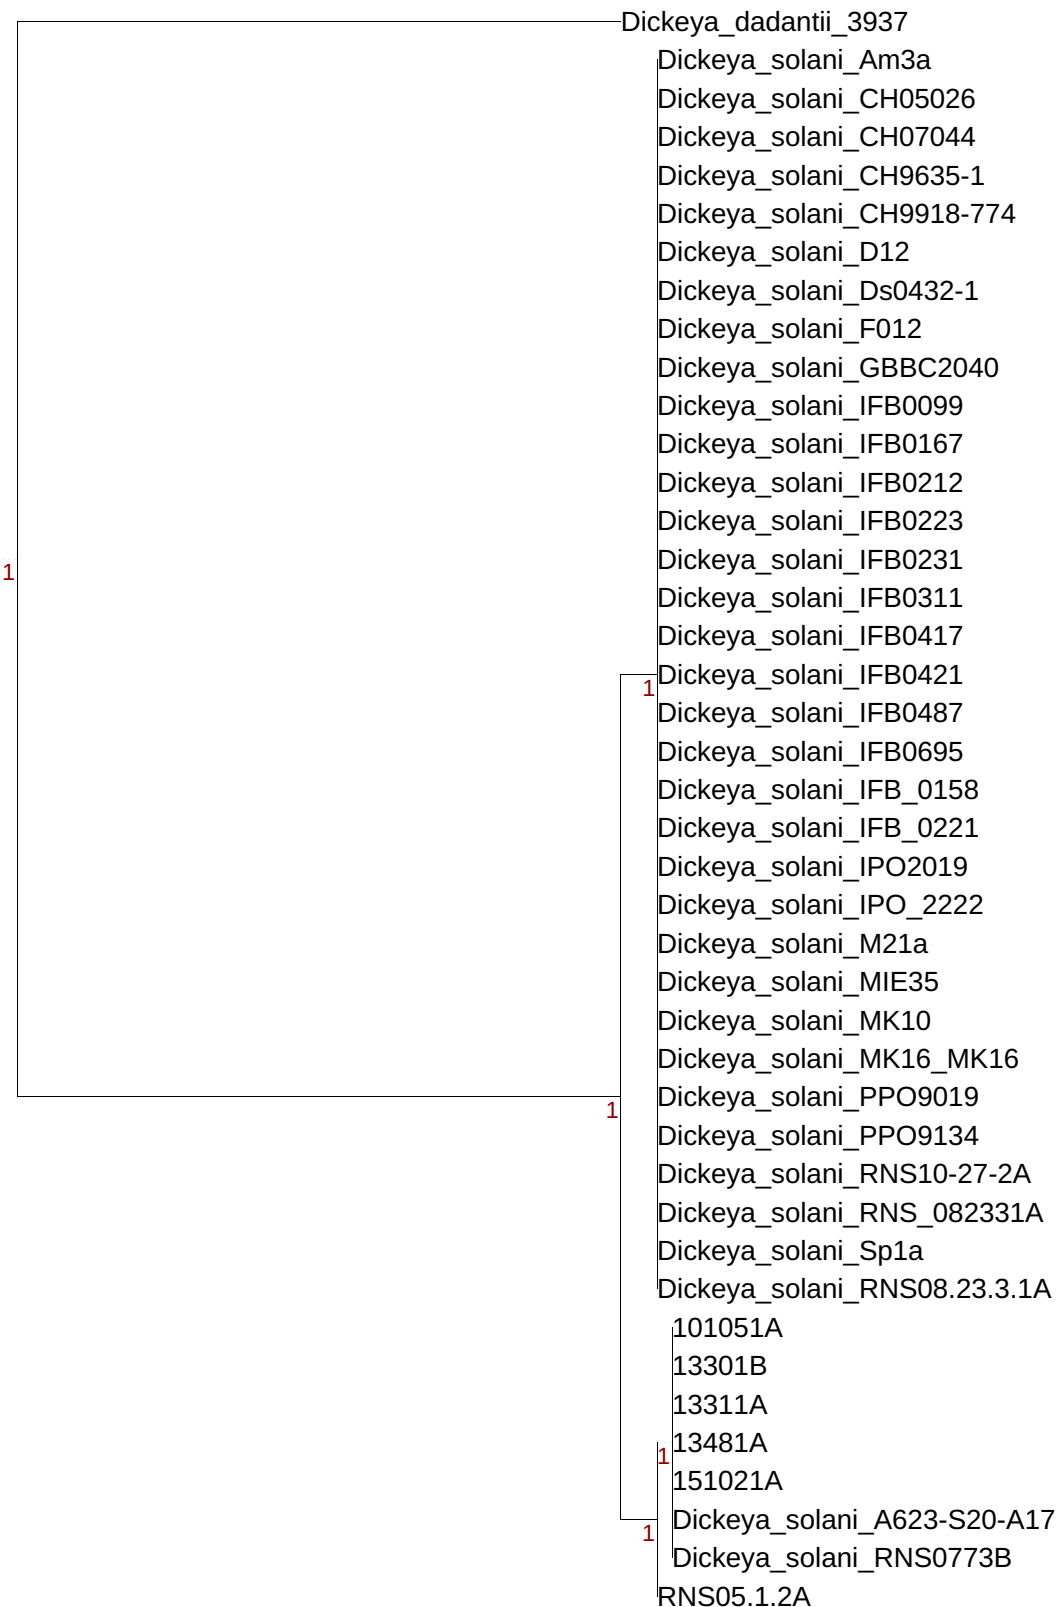 Dickeya_dadantii_3937
Dickeya_solani_Am3a
Dickeya_solani_CH05026
Dickeya_solani_CH07044
Dickeya_solani_CH9635-1
Dickeya_solani_CH9918-774
Dickeya_solani_D12
Dickeya_solani_Ds0432-1
Dickeya_solani_F012
Dickeya_solani_GBBC2040
Dickeya_solani_IFB0099
Dickeya_solani_IFB0167
Dickeya_solani_IFB0212
Dickeya_solani_IFB0223
Dickeya_solani_IFB0231
1
Dickeya_solani_IFB0311
Dickeya_solani_IFB0417
Dickeya_solani_IFB0421
1
Dickeya_solani_IFB0487
Dickeya_solani_IFB0695
Dickeya_solani_IFB_0158
Dickeya_solani_IFB_0221
Dickeya_solani_IPO2019
Dickeya_solani_IPO_2222
Dickeya_solani_M21a
Dickeya_solani_MIE35
Dickeya_solani_MK10
Dickeya_solani_MK16_MK16
Dickeya_solani_PPO9019
1
Dickeya_solani_PPO9134
Dickeya_solani_RNS10-27-2A
Dickeya_solani_RNS_082331A
Dickeya_solani_Sp1a
Dickeya_solani_RNS08.23.3.1A
101051A
13301B
13311A
13481A
1
151021A
Dickeya_solani_A623-S20-A17
1
Dickeya_solani_RNS0773B
RNS05.1.2A